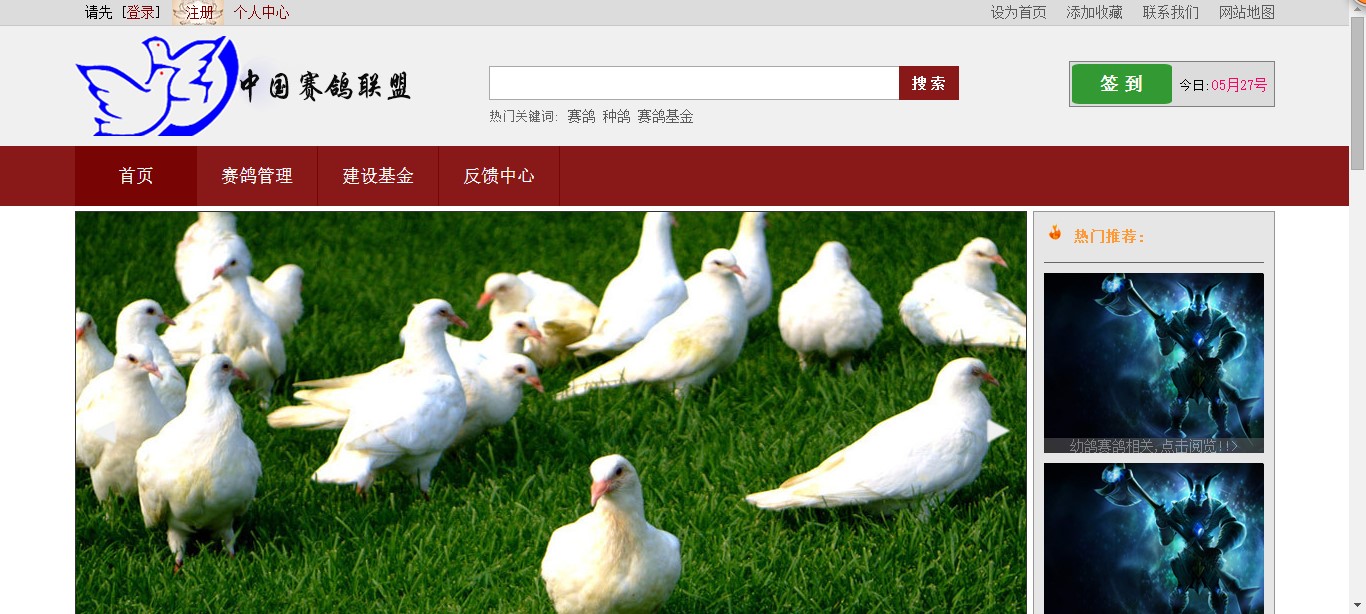 请先 [登录] 注册 个人中心 设为首页 添加收藏 联系我们 网站地图
中国赛鸽联盟
搜 索
签 到 今日:05月27号
热门关键词: 赛鸽 种鸽 赛鸽基金
首页 赛鸽管理 建设基金 反馈中心
热门推荐:
幼鸽赛鸽相关,点击阅览!!>